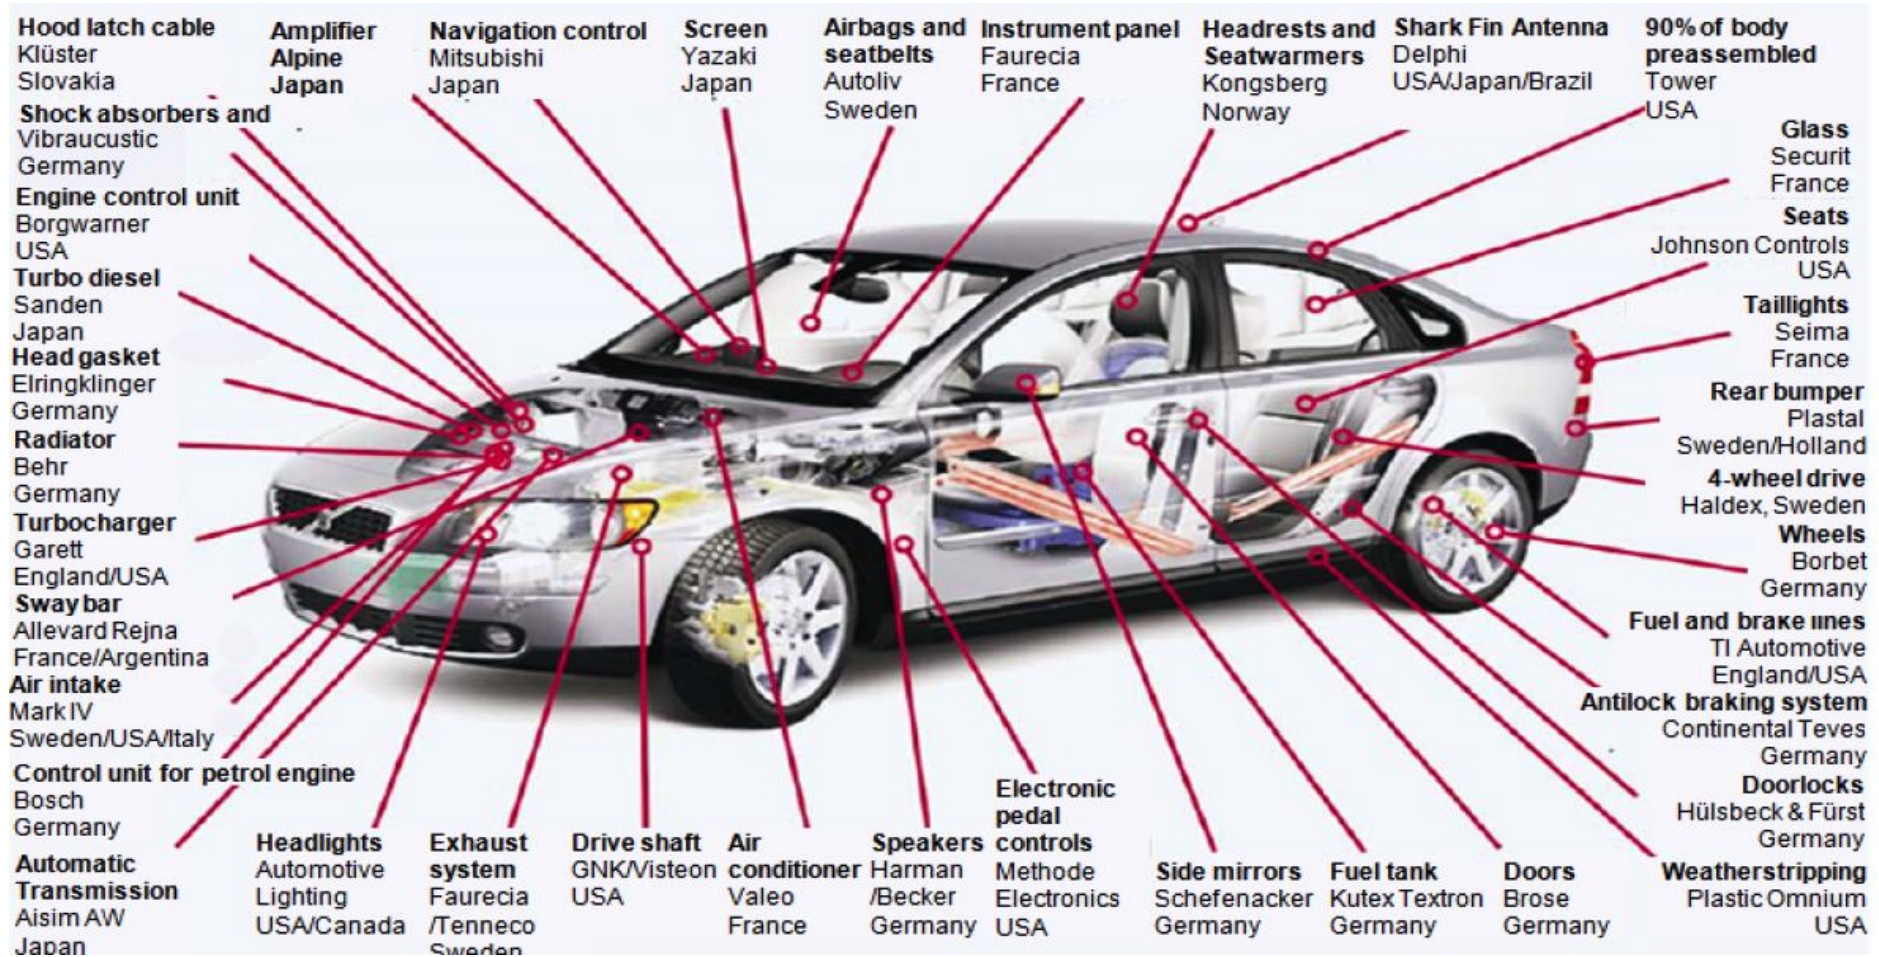 Hood latch cable
Klüster
Slovakia
Shock absorbers and
Vibraucustic
Germany
Engine control unit
Borgwarner
USA
Turbo diesel
Sanden
Japan
Head gasket
Elringklinger
Germany
Radiator
Behr
Germany
Turbocharger
Garett
England/USA
Sway bar
Allevard Rejna
France/Argentina
Air intake
Mark IV
Sweden/USA/Italy
Control unit for petrol engine
Bosch
Germany
Automatic
Transmission
Aisim AW
Japan
Amplifier
Alpine
Japan
Navigation control
Mitsubishi
Japan
Screen
Yazaki
Japan
Airbags and
seatbelts
Autoliv
Sweden
Instrument panel
Faurecia
France
Headrests and
Seatwarmers
Kongsberg
Norway
Shark Fin Antenna
Delphi
USA/Japan/Brazil
90% of body
preassembled
Tower
USA
Glass
Securit
France
Seats
Johnson Controls
USA
Taillights
Seima
France
Rear bumper
Plastal
Sweden/Holland
4-wheel drive
Haldex, Sweden
Wheels
Borbet
Germany
Fuel and brake lines
TI Automotive
England/USA
Antilock braking system
Continental Teves
Germany
Doorlocks
Hülsbeck & Fürst
Germany
Weatherstripping
Plastic Omnium
USA
Headlights
Automotive
Lighting
USA/Canada
Exhaust
system
Faurecia
/Tenneco
Sweden
Drive shaft
GNK/Visteon
USA
Air
conditioner
Valeo
France
Speakers
Harman
/Becker
Germany
Electronic
pedal
controls
Methode
Electronics
USA
Side mirrors
Schefenacker
Germany
Fuel tank
Kutex Textron
Germany
Doors
Brose
Germany